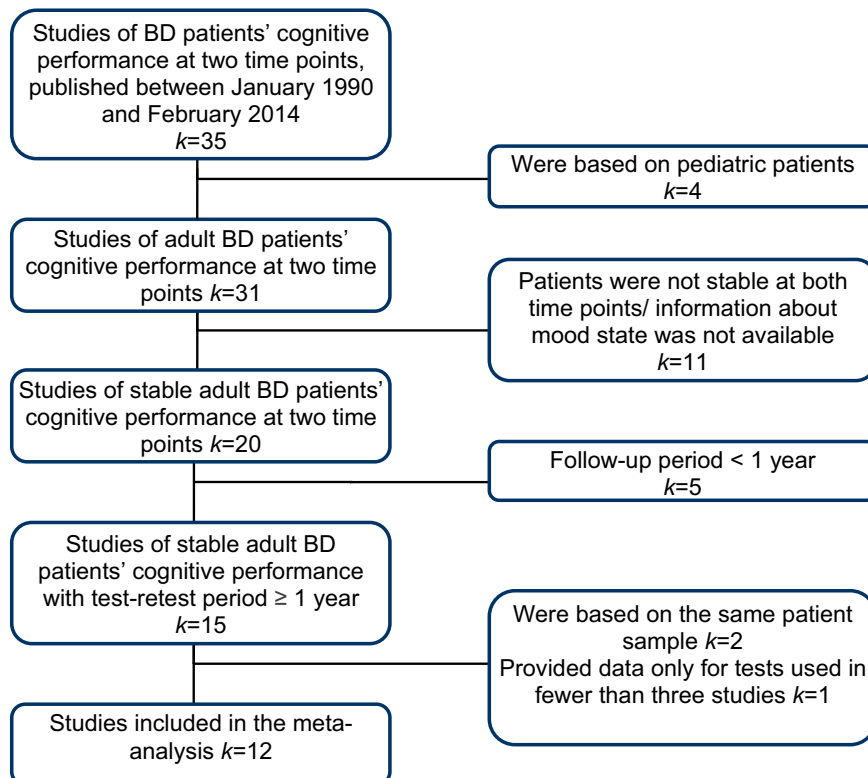 Studies of BD patients’ cognitive
performance at two time points,
published between January 1990
and February 2014
k=35
Were based on pediatric patients
k=4
Studies of adult BD patients’
cognitive performance at two time
points k=31
Patients were not stable at both
time points/ information about
mood state was not available
k=11
Studies of stable adult BD patients’
cognitive performance at two time
points k=20
Follow-up period < 1 year
k=5
Studies of stable adult BD
patients’ cognitive performance
with test-retest period ≥ 1 year
k=15
Were based on the same patient
sample k=2
Provided data only for tests used in
fewer than three studies k=1
Studies included in the meta-
analysis k=12